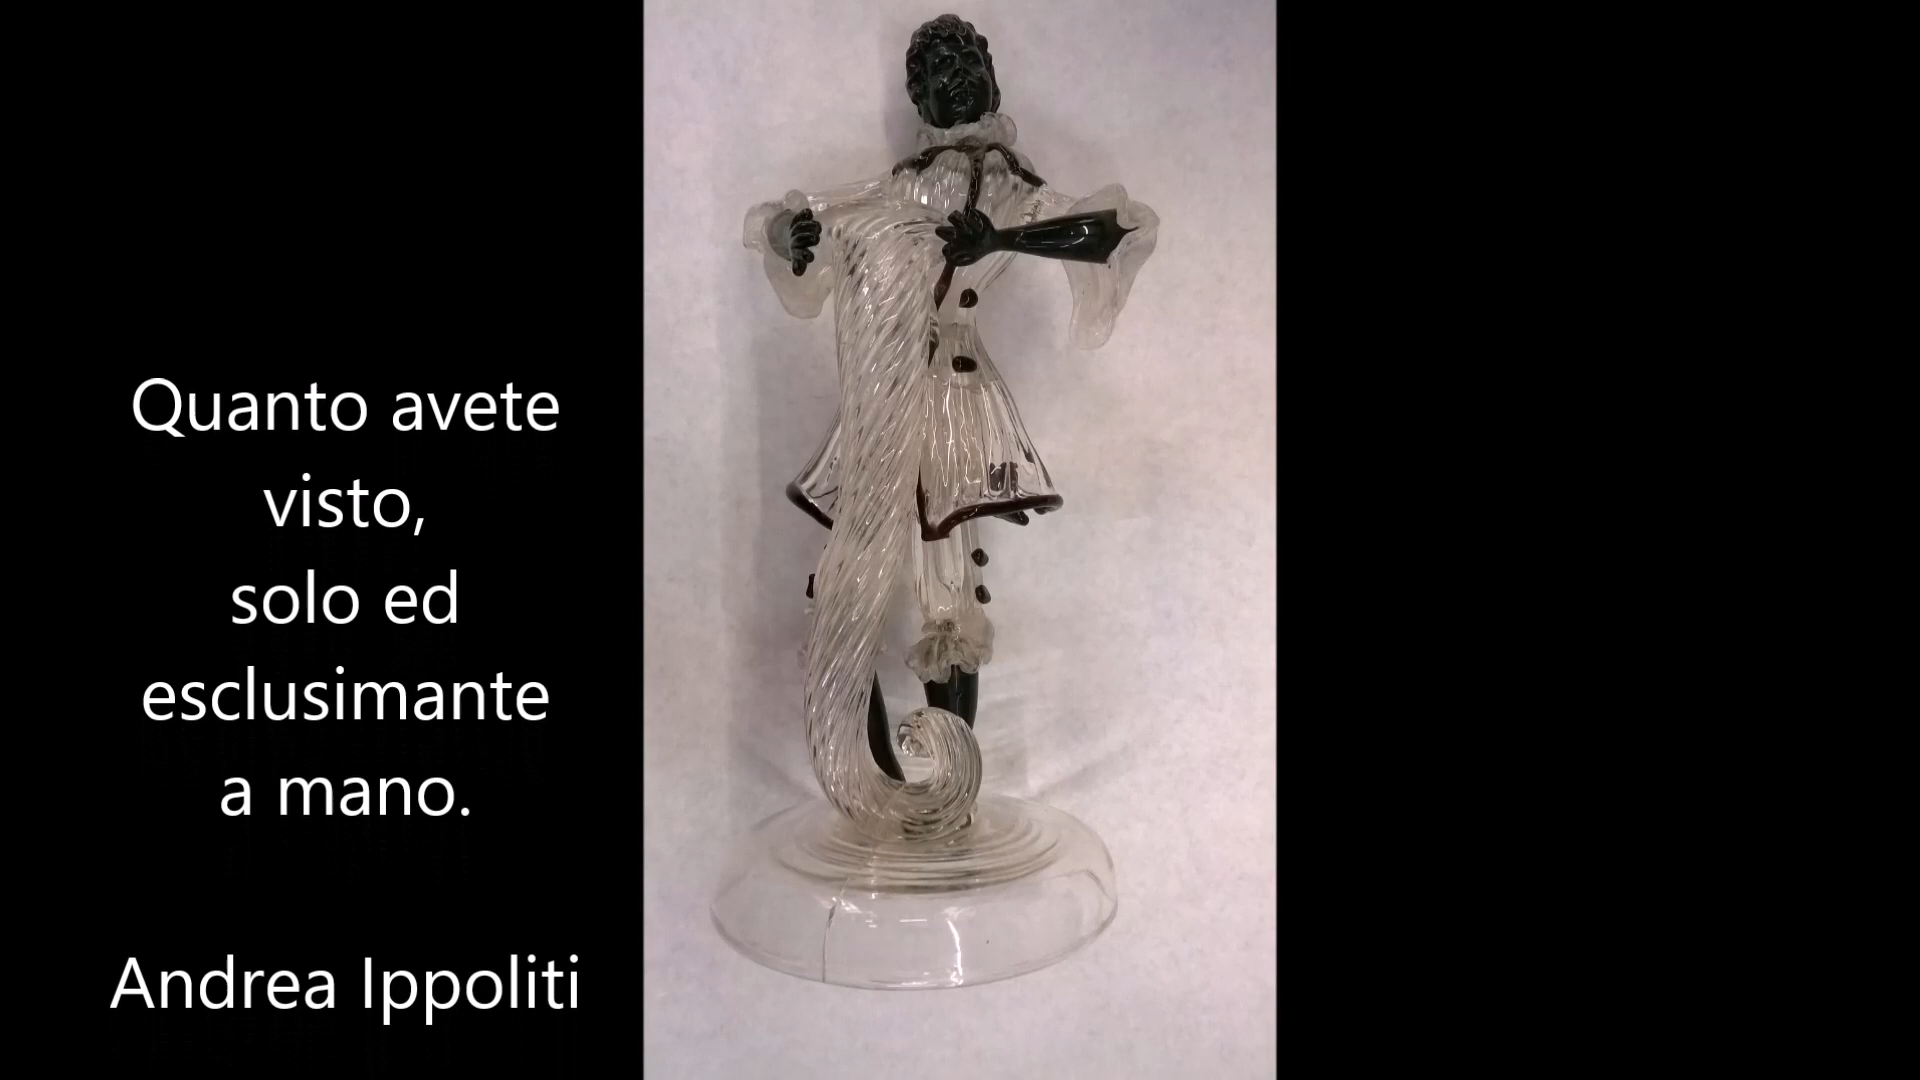 Quanto avete
visto,
solo ed
esclusimante
a mano.
Andrea Ippoliti